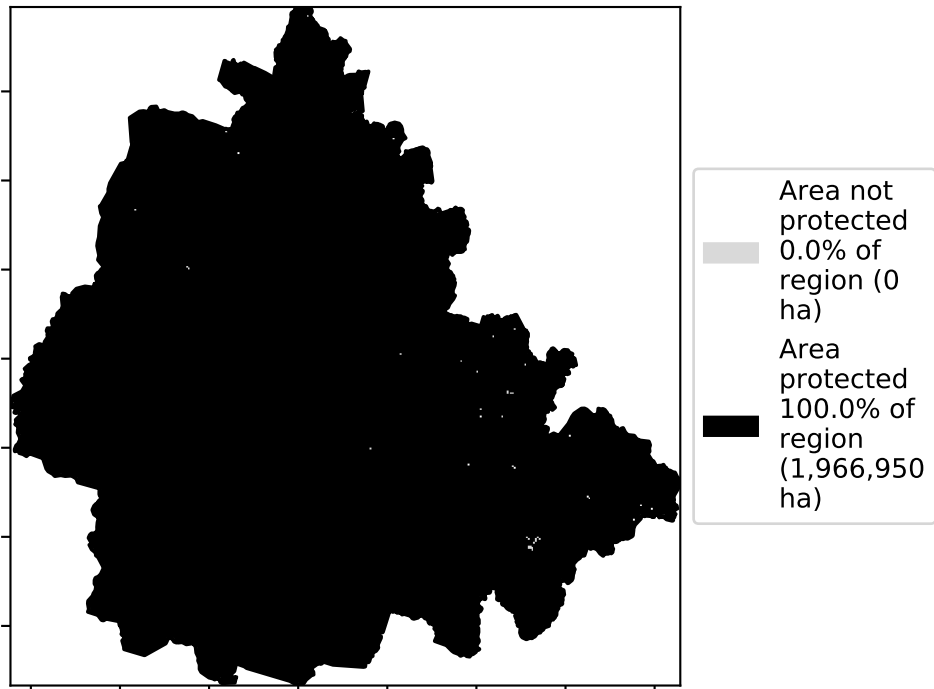 Area not
protected
0.0% of
region (0
ha)
Area
protected
100.0% of
region
(1,966,950
ha)